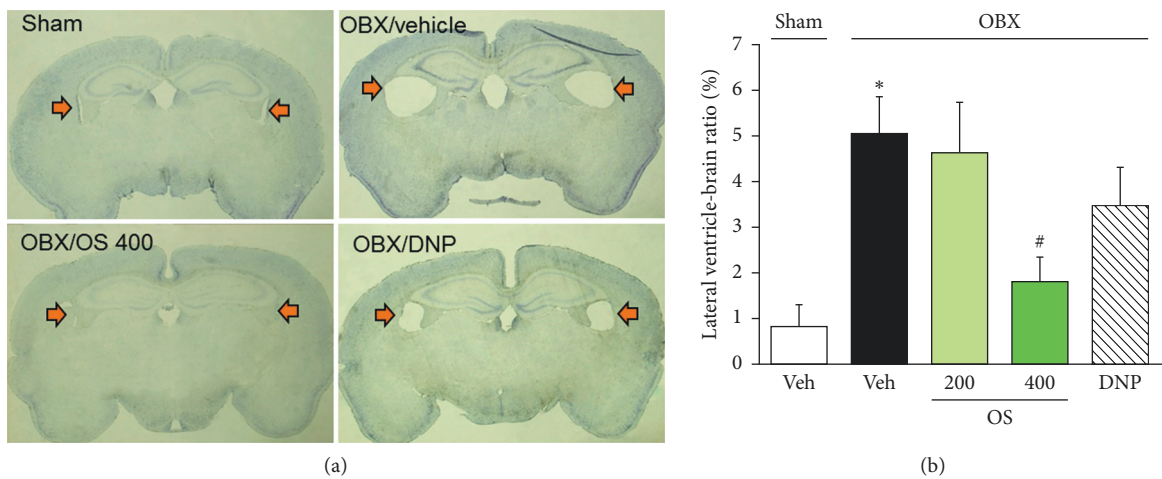 Sham
OBX/vehicle
OBX/OS 400
OBX/DNP
(a)
Sham
OBX
Lateral ventricle-brain ratio (%)
7
6
5
4
3
2
1
0
*
#
Veh
Veh
200
400
DNP
OS
(b)